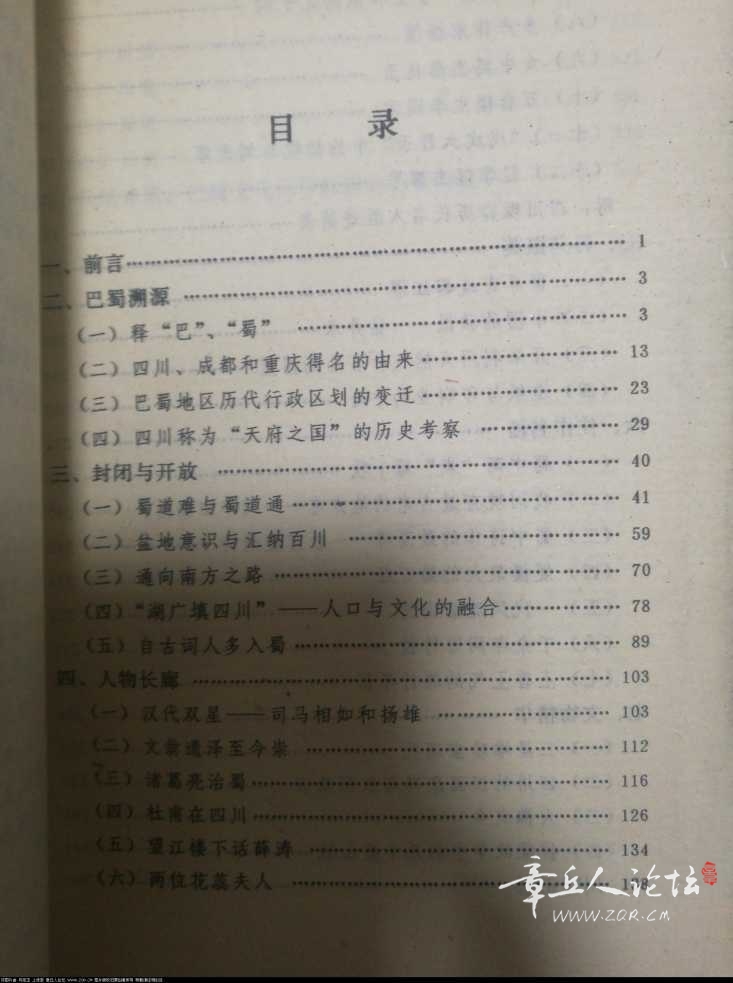 目 录
一、前言……………………………………………… 1
二、巴蜀溯源 ……………………………………… 3
（一）释“巴”、“蜀” ……………………………… 3
（二）四川、成都和重庆得名的由来………………… 13
（三）巴蜀地区历代行政区划的变迁………………… 23
（四）四川称为“天府之国”的历史考察 …………… 29
三、封闭与开放 …………………………………… 40
（一）蜀道难与蜀道通……………………………… 41
（二）盆地意识与汇纳百川 ………………………… 59
（三）通向南方之路………………………………… 70
（四）“湖广填四川”——人口与文化的融合………… 78
（五）自古词人多入蜀……………………………… 89
四、人物长廊 ……………………………………… 103
（一）汉代双星——司马相如和扬雄 ……………… 103
（二）文翁遗泽至今崇 …………………………… 112
（三）诸葛亮治蜀………………………………… 116
（四）杜甫在四川………………………………… 126
（五）望江楼下话薛涛 …………………………… 134
（六）两位花蕊夫人 ……………………………
章丘人论坛
WWW.ZQR.CM